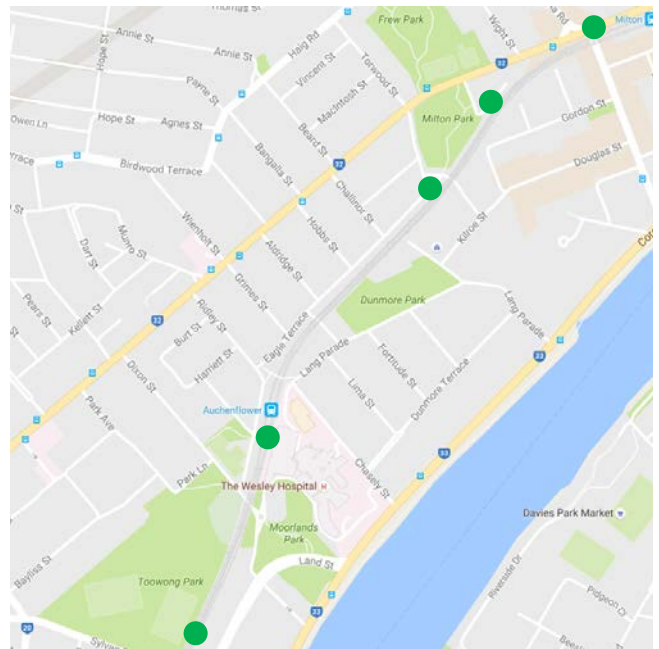 Thomas St
Frew Park
Wight St
Milton
Annie St
Annie St
Haig Rd
Torwood St
Hope St
Payne St
Vincent St
32
MacIntosh St
Milton Park
Gordon St
Owen Ln
Hope St
Agnes St
Beard St
32
Douglas St
Birdwood Terrace
Bangalla St
Challinor St
Wienholt St
Hobbs St
Kilroe St
Munro St
Aldridge St
Dart St
Grimes St
Dunmore Park
Pears St
Kellett St
32
Ridley St
Eagle Terrace
Lang Parade
Burt St
Lang Parade
Fortitude St
33
Dixon St
Harriett St
Lima St
Dunmore Terrace
Park Ave
Auchenflower
Chasely St
33
Park Ln
The Wesley Hospital
Davies Park Market
Moorlands
Park
Land St
Bayliss St
Toowong Park
Riverside Dr
Pidgeon Cl
33
20